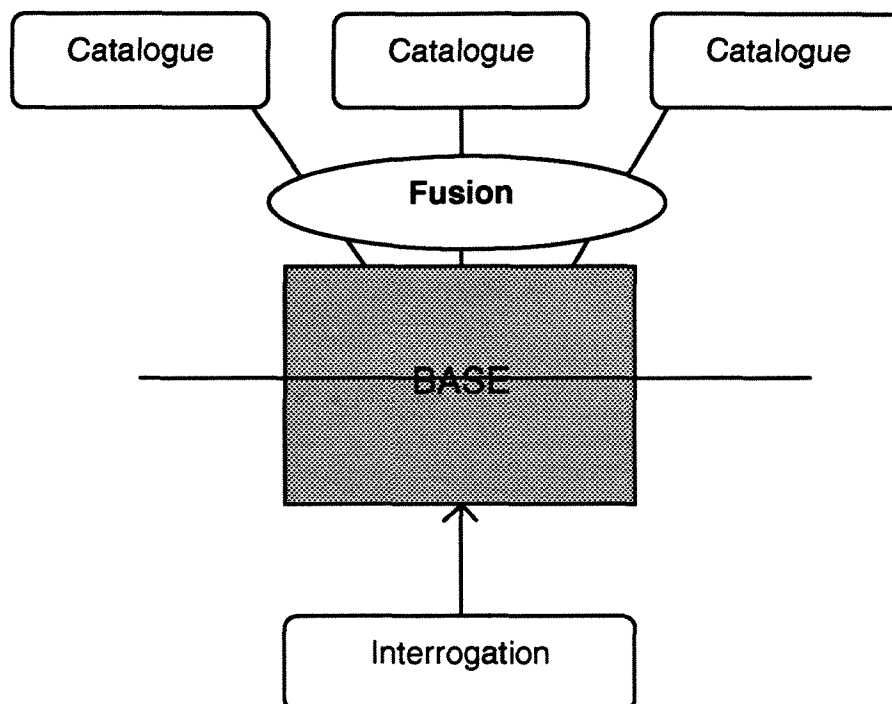 Catalogue
Catalogue
Catalogue
Fusion
BASE
Interrogation